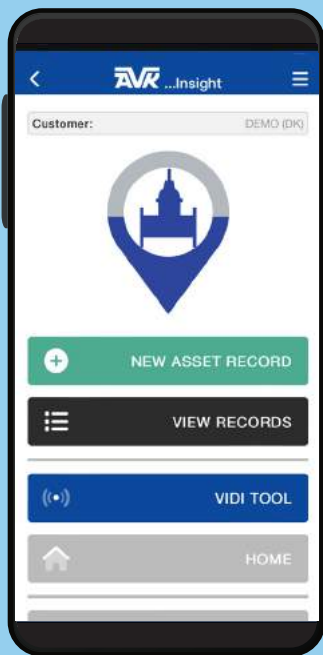 AVK ...Insight
Customer: DEMO (DK)
NEW ASSET RECORD
VIEW RECORDS
VIDI TOOL
HOME